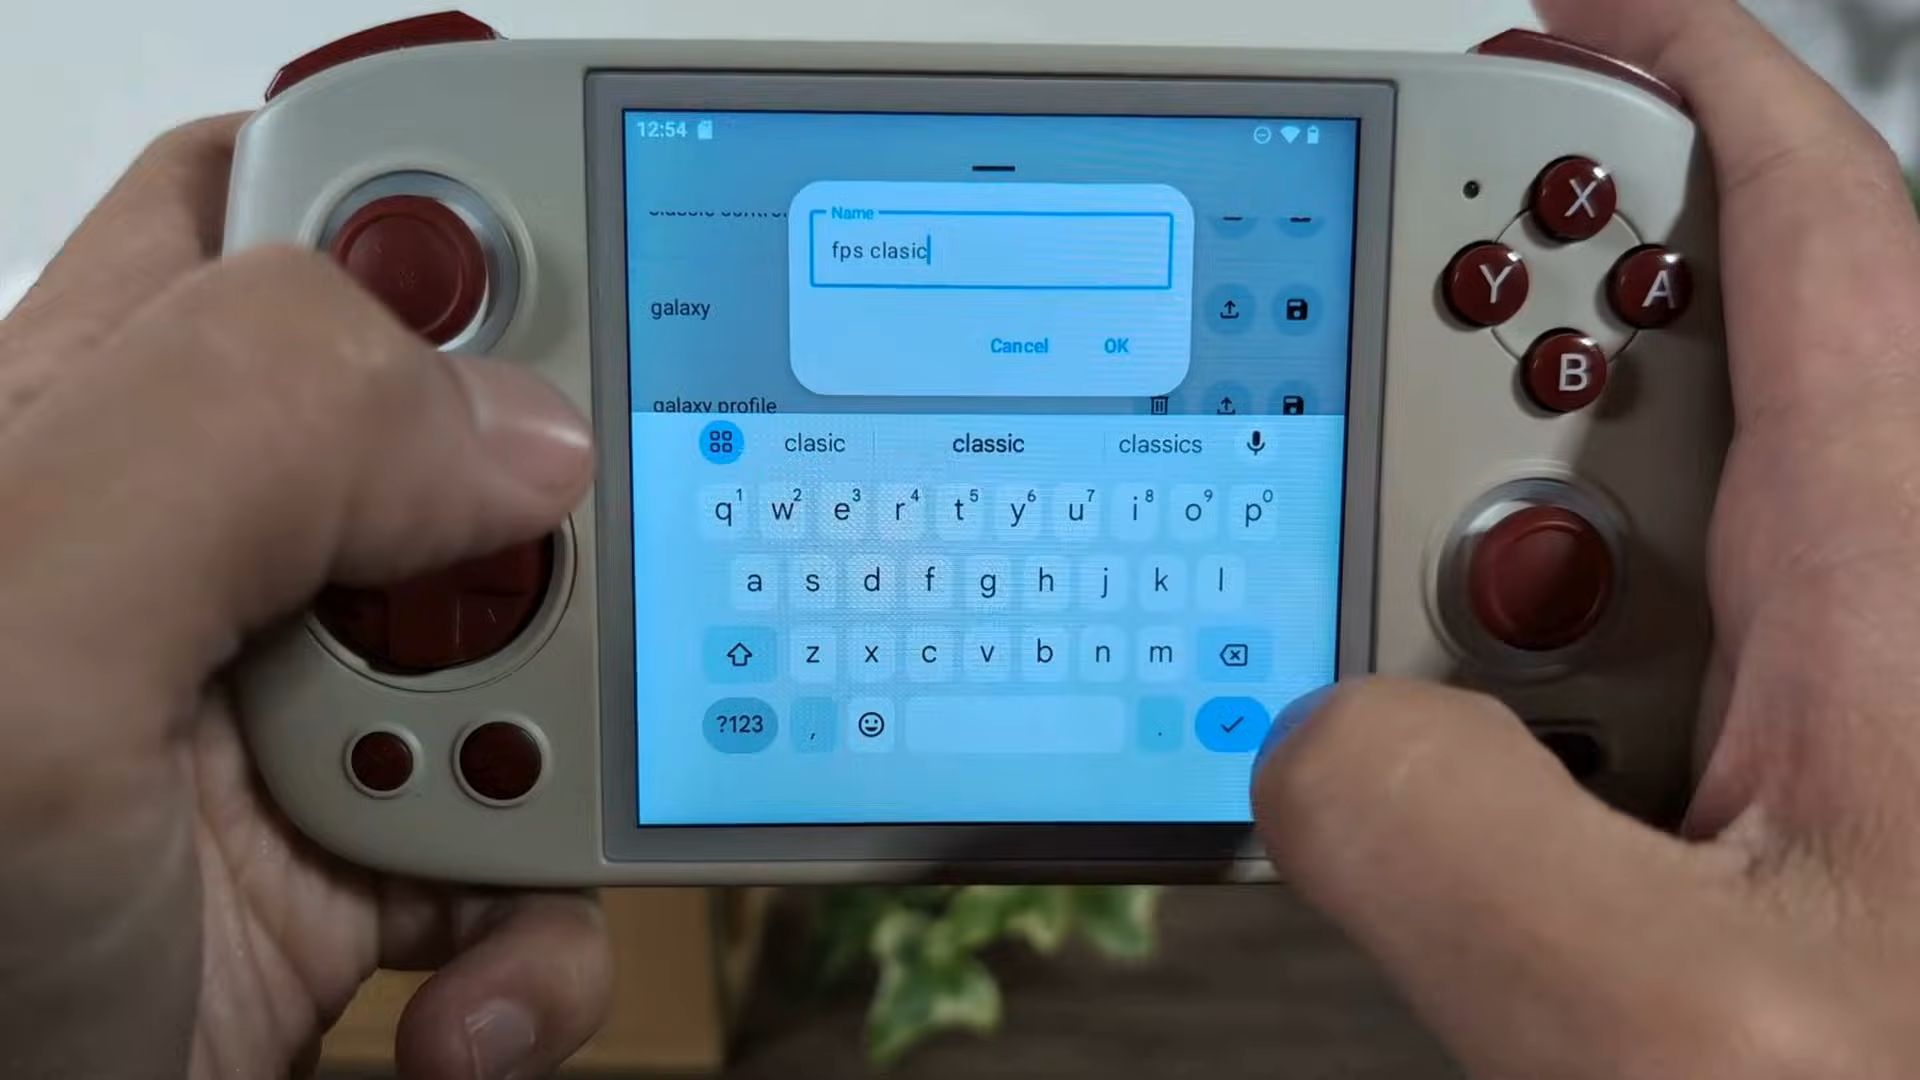 12:54
Name
fps clasic
galaxy
Cancel OK
galaxy profile
clasic classic classics
q1 w2 e3 r4 t5 y6 u7 i8 o9 p0
a s d f g h j k l
z x c v b n m
?123 , .
X
Y A
B